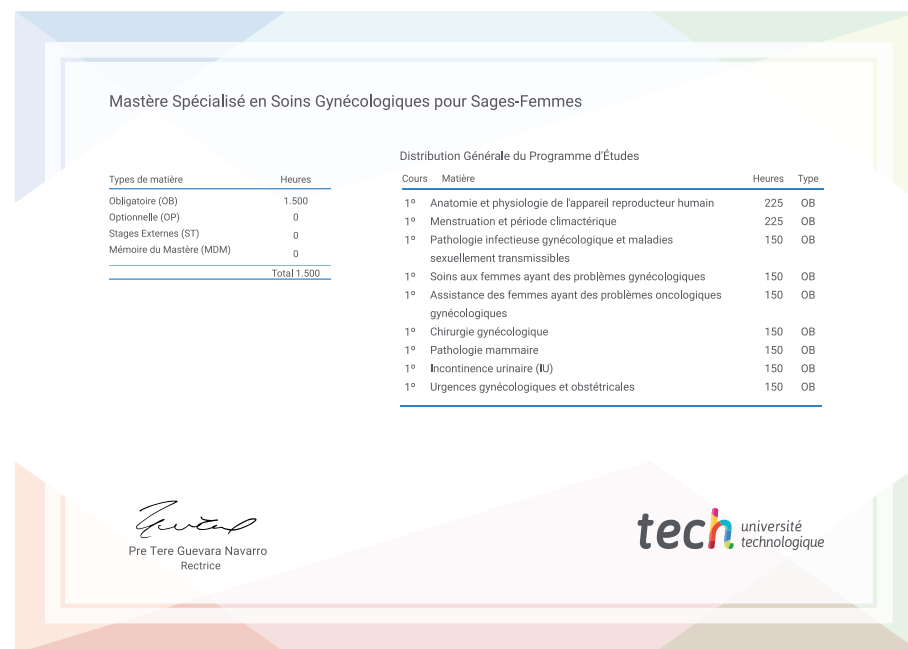 Mastère Spécialisé en Soins Gynécologiques pour Sages-Femmes
Types de matière Heures
Obligatoire (OB) 1.500
Optionnelle (OP) 0
Stages Externes (ST) 0
Mémoire du Mastère (MDM) 0
Total 1.500
Distribution Générale du Programme d'Études
Cours Matière Heures Type
1º Anatomie et physiologie de l'appareil reproducteur humain 225 OB
1º Menstruation et période climactérique 225 OB
1º Pathologie infectieuse gynécologique et maladies 150 OB
sexuellement transmissibles
1º Soins aux femmes ayant des problèmes gynécologiques 150 OB
1º Assistance des femmes ayant des problèmes oncologiques 150 OB
gynécologiques
1º Chirurgie gynécologique 150 OB
1º Pathologie mammaire 150 OB
1º Incontinence urinaire (IU) 150 OB
1º Urgences gynécologiques et obstétricales 150 OB
Pre Tere Guevara Navarro
Rectrice
tech université
technologique